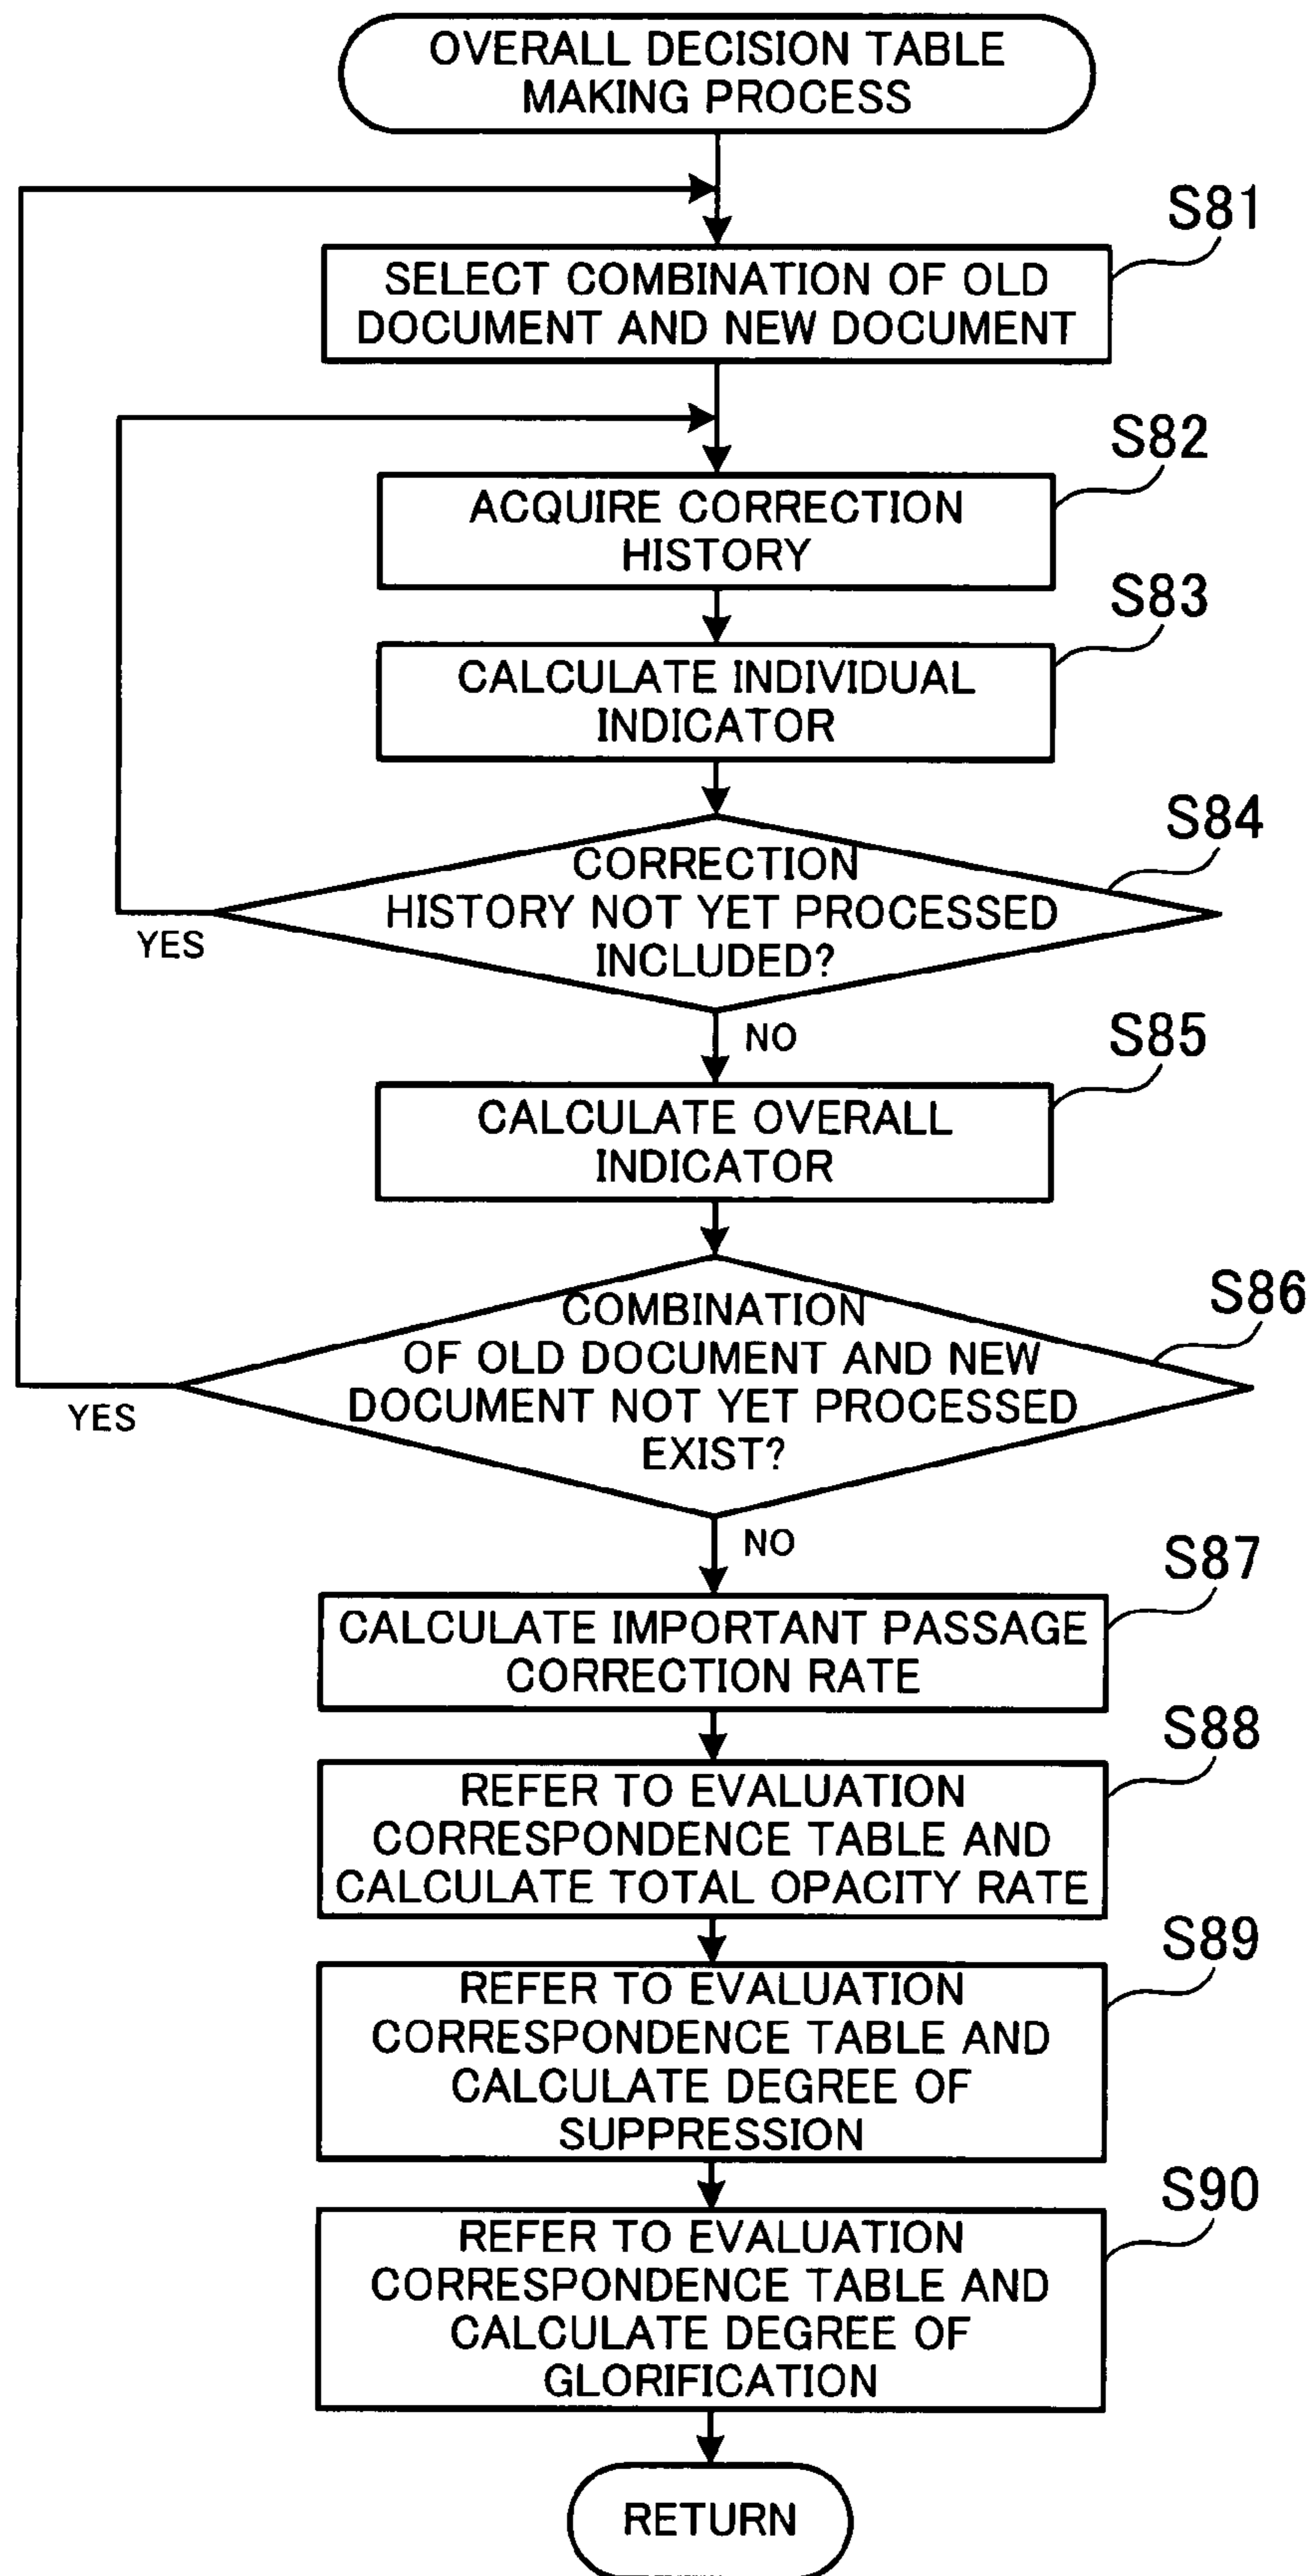 OVERALL DECISION TABLE
MAKING PROCESS
S81
SELECT COMBINATION OF OLD
DOCUMENT AND NEW DOCUMENT
S82
ACQUIRE CORRECTION
HISTORY
S83
CALCULATE INDIVIDUAL
INDICATOR
S84
CORRECTION
HISTORY NOT YET PROCESSED
INCLUDED?
YES
NO
S85
CALCULATE OVERALL
INDICATOR
S86
COMBINATION
OF OLD DOCUMENT AND NEW
DOCUMENT NOT YET PROCESSED
EXIST?
YES
NO
S87
CALCULATE IMPORTANT PASSAGE
CORRECTION RATE
S88
REFER TO EVALUATION
CORRESPONDENCE TABLE AND
CALCULATE TOTAL OPACITY RATE
S89
REFER TO EVALUATION
CORRESPONDENCE TABLE AND
CALCULATE DEGREE OF
SUPPRESSION
S90
REFER TO EVALUATION
CORRESPONDENCE TABLE AND
CALCULATE DEGREE OF
GLORIFICATION
RETURN